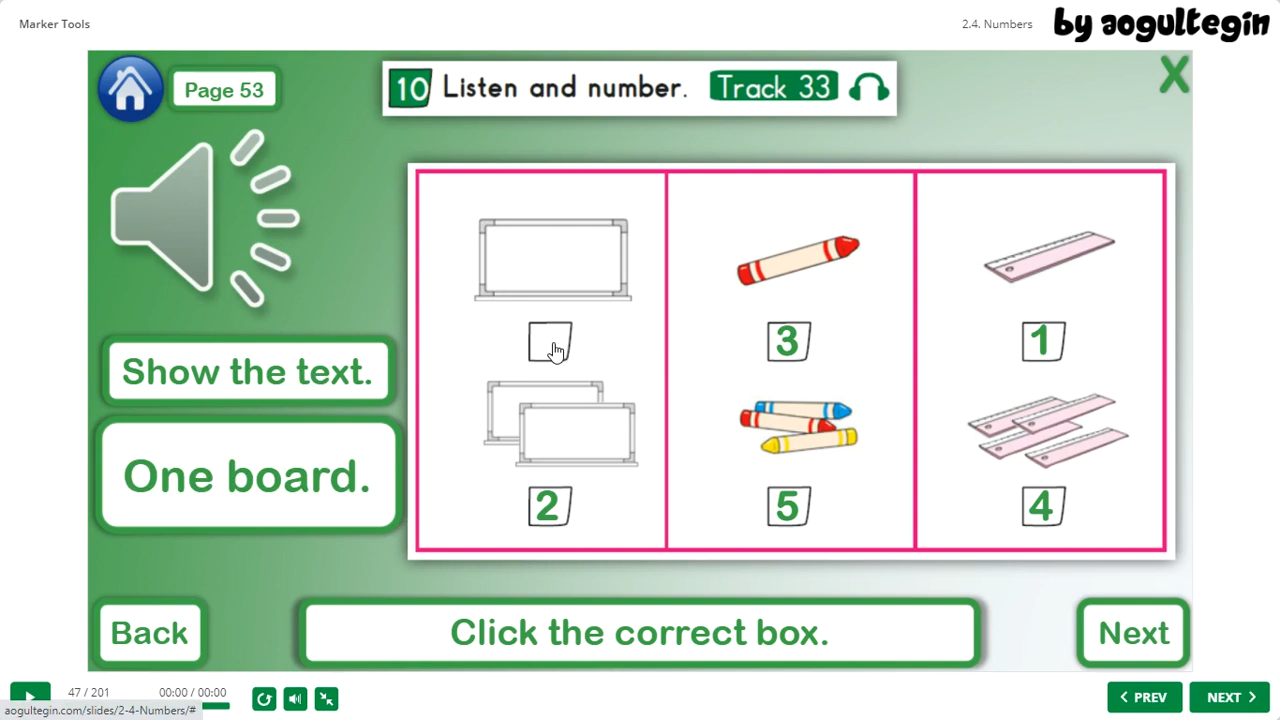 Marker Tools
2.4. Numbers
by aogultegin
Page 53
10 Listen and number. Track 33
X
3
1
Show the text.
One board.
2
5
4
Back
Click the correct box.
Next
47 / 201
00:00 / 00:00
PREV
NEXT
aogultegin.com/slides/2-4-Numbers/#